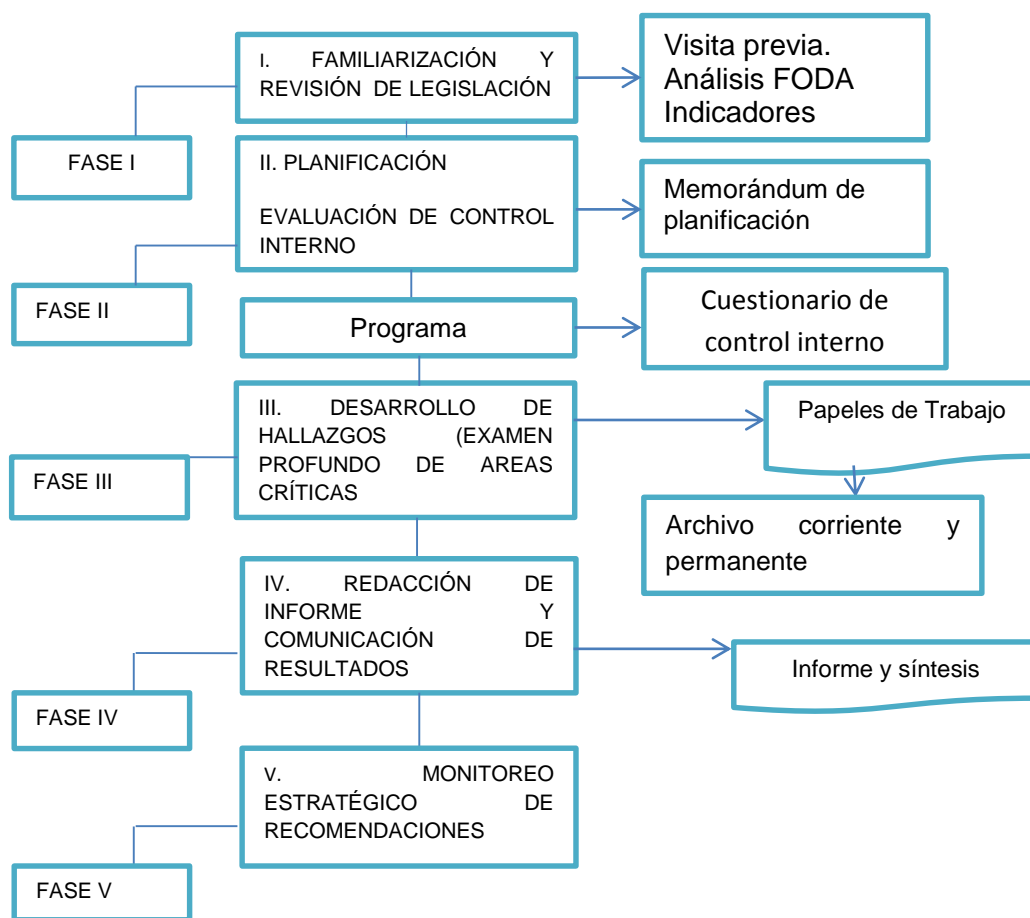 I. FAMILIARIZACIÓN Y
REVISIÓN DE LEGISLACIÓN
Visita previa.
Análisis FODA
Indicadores
FASE I
II. PLANIFICACIÓN
EVALUACIÓN DE CONTROL
INTERNO
Memorándum de
planificación
FASE II
Programa
Cuestionario de
control interno
III. DESARROLLO DE
HALLAZGOS (EXAMEN
PROFUNDO DE AREAS
CRÍTICAS
Papeles de Trabajo
FASE III
Archivo corriente y
permanente
IV. REDACCIÓN DE
INFORME Y
COMUNICACIÓN DE
RESULTADOS
Informe y síntesis
FASE IV
V. MONITOREO
ESTRATÉGICO DE
RECOMENDACIONES
FASE V